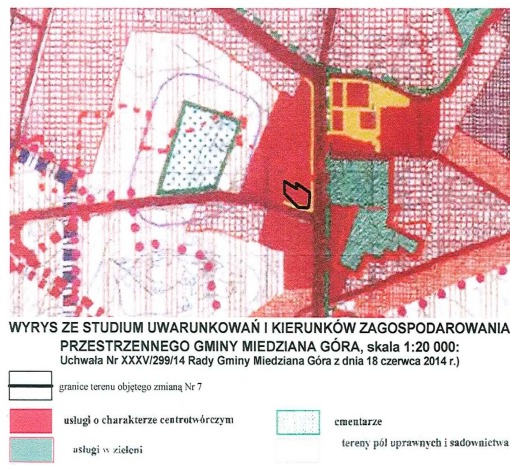 WYRYS ZE STUDIUM UWARUNKOWAŃ I KIERUNKÓW ZAGOSPODAROWANIA
PRZESTRZENNEGO GMINY MIEDZIANA GÓRA, skala 1:20 000:
Uchwała Nr XXXV/299/14 Rady Gminy Miedziana Góra z dnia 18 czerwca 2014 r.)
granice terenu objętego zmianą Nr 7
usługi o charakterze centrotwórczym
cmentarze
usługi w zieleni
tereny pól uprawnych i sadownictwa